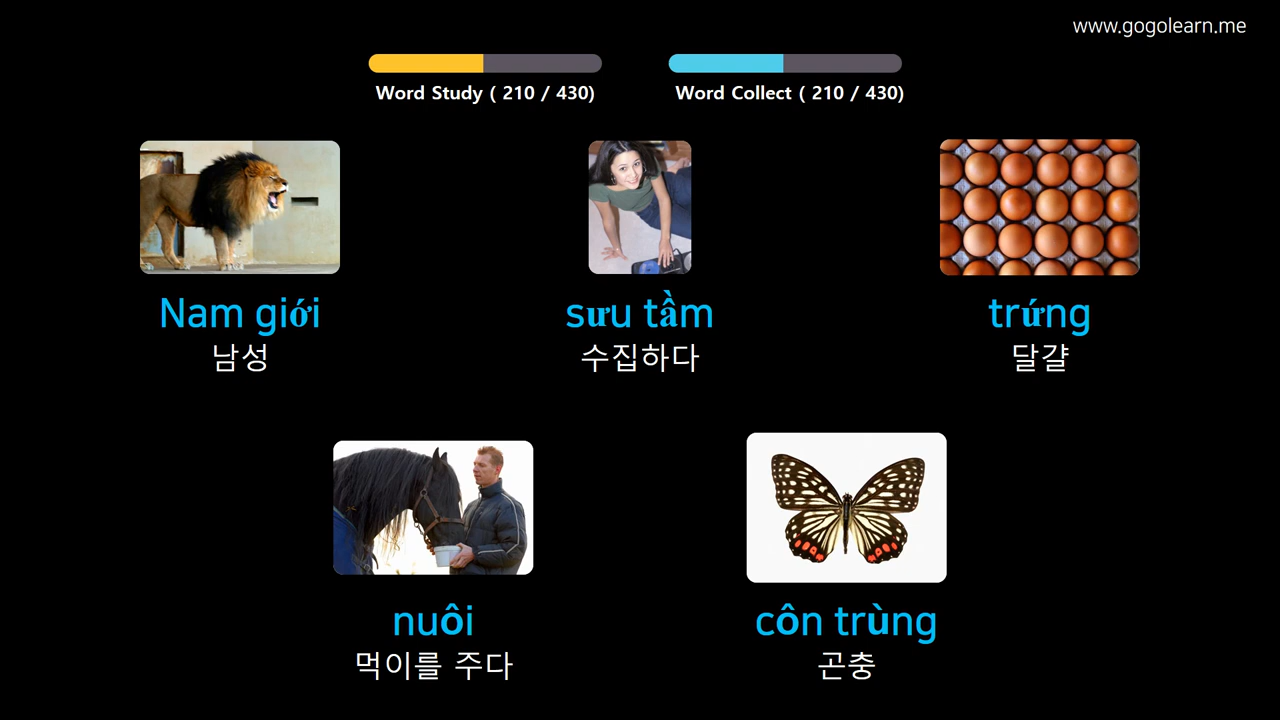 www.gogolearn.me
Word Study ( 210 / 430)
Word Collect ( 210 / 430)
Nam giới
남성
sưu tầm
수집하다
trứng
달걀
nuôi
먹이를 주다
côn trùng
곤충